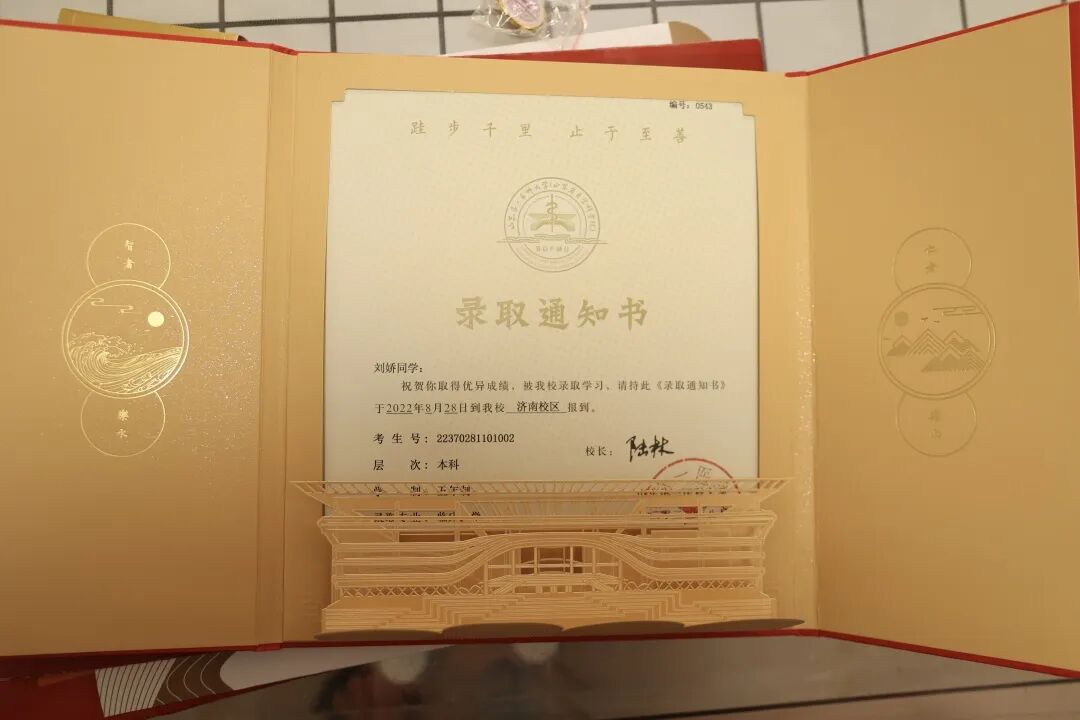 编号：0543
跬步千里 止于至善
录取通知书
刘娇同学：
祝贺你取得优异成绩，被我校录取学习、请持此《录取通知书》
于2022年8月28日到我校 济南校区 报到。
考生号：22370281101002
校长：陆林
层次：本科
智者
樂水
仁者
樂山